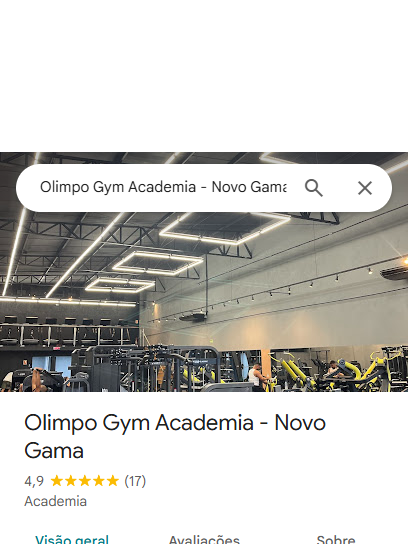 Olimpo Gym Academia - Novo Gama
Olimpo Gym Academia - Novo
Gama
4,9 (17)
Academia
Visão geral Avaliações Sobre